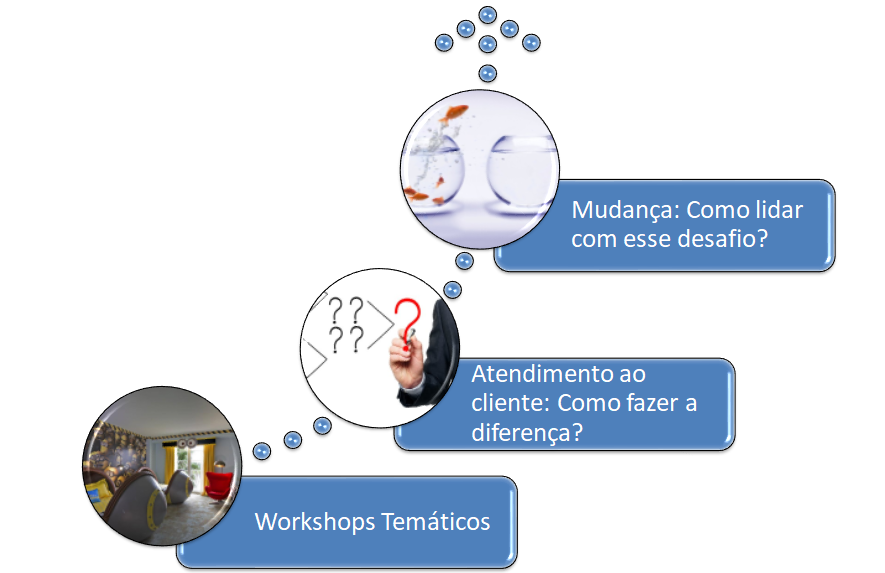 Mudança: Como lidar
com esse desafio?
? ?
? ?
?
Atendimento ao
cliente: Como fazer a
diferença?
Workshops Temáticos